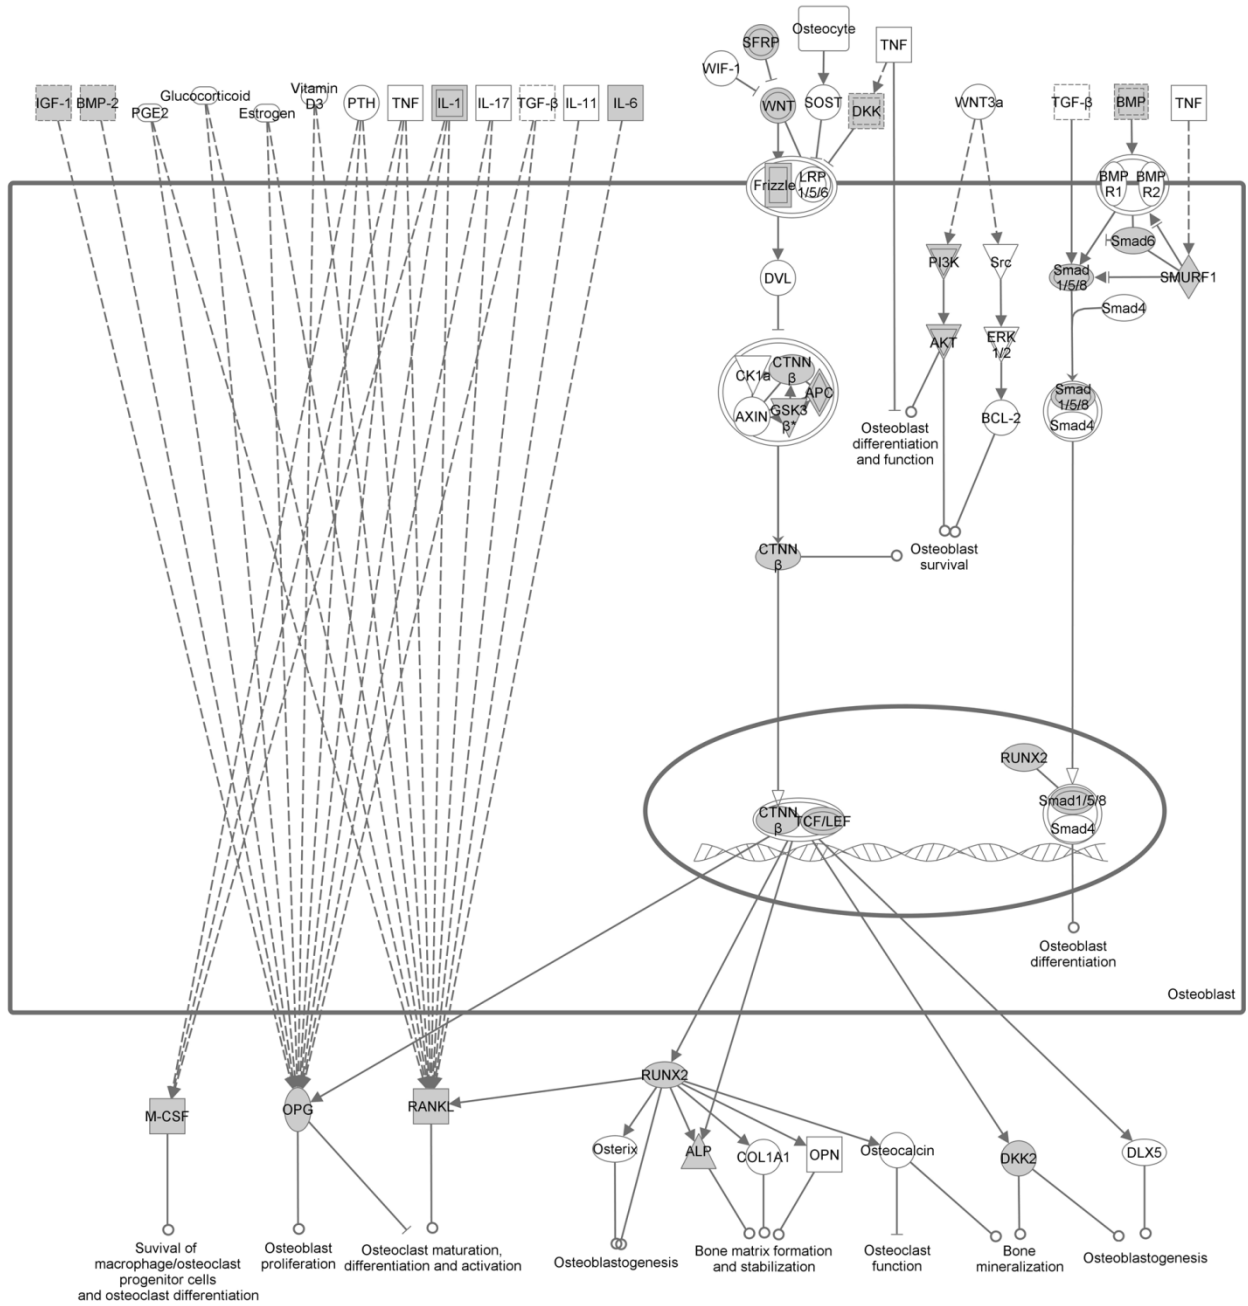 SFRP
Osteocyte
TNF
WIF-1
IGF-1
BMP-2
PGE2
Glucocorticoid
Estrogen
Vitamin
D3
PTH
TNF
IL-1
IL-17
TGF-β
IL-11
IL-6
WNT
SOST
DKK
WNT3a
TGF-β
BMP
TNF
Frizzle
LRP
1/5/6
BMP
R1
BMP
R2
Smad6
DVL
PI3K
Src
Smad
1/5/8
SMURF1
Smad4
AKT
ERK
1/2
CK1a
CTNN
β
APC
AXIN
GSK3
β*
BCL-2
Smad
1/5/8
Smad4
Osteoblast
differentiation
and function
CTNN
β
Osteoblast
survival
RUNX2
CTNN
β
TCF/LEF
Smad1/5/8
Smad4
Osteoblast
differentiation
Osteoblast
M-CSF
OPG
RANKL
RUNX2
Osterix
ALP
COL1A1
OPN
Osteocalcin
DKK2
DLX5
Suvival of
macrophage/osteoclast
progenitor cells
and osteoclast differentiation
Osteoblast
proliferation
Osteoclast maturation,
differentiation and activation
Osteoblastogenesis
Bone matrix formation
and stabilization
Osteoclast
function
Bone
mineralization
Osteoblastogenesis